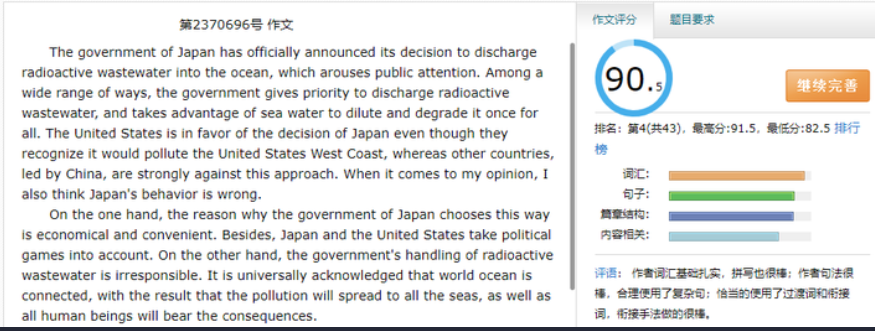 第2370696号 作文
The government of Japan has officially announced its decision to discharge
radioactive wastewater into the ocean, which arouses public attention. Among a
wide range of ways, the government gives priority to discharge radioactive
wastewater, and takes advantage of sea water to dilute and degrade it once for
all. The United States is in favor of the decision of Japan even though they
recognize it would pollute the United States West Coast, whereas other countries,
led by China, are strongly against this approach. When it comes to my opinion, I
also think Japan's behavior is wrong.
On the one hand, the reason why the government of Japan chooses this way
is economical and convenient. Besides, Japan and the United States take political
games into account. On the other hand, the government's handling of radioactive
wastewater is irresponsible. It is universally acknowledged that world ocean is
connected, with the result that the pollution will spread to all the seas, as well as
all human beings will bear the consequences.
作文评分 题目要求
90.5
继续完善
排名：第4(共43)，最高分:91.5，最低分:82.5 排行
榜
词汇:
句子:
篇章结构:
内容相关:
评语： 作者词汇基础扎实，拼写也很棒；作者句法很
棒，合理使用了复杂句；恰当的使用了过渡词和衔接
词，衔接手法做的很棒。